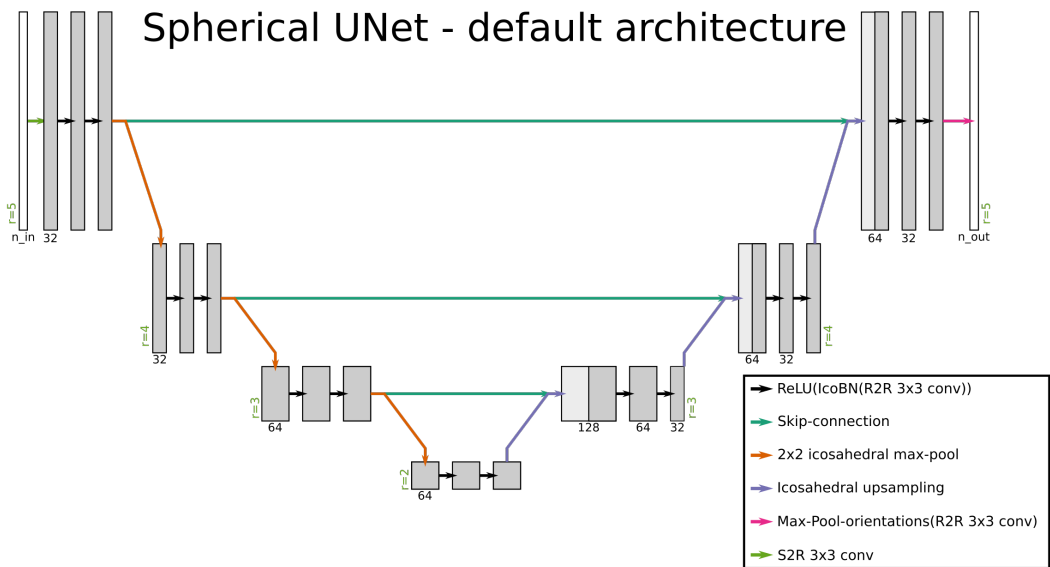 Spherical UNet - default architecture
r=5
n_in
32
r=5
64
32
n_out
r=4
32
r=4
64
32
r=3
64
r=3
128
64
32
r=2
64
ReLU(IcoBN(R2R 3x3 conv))
Skip-connection
2x2 icosahedral max-pool
Icosahedral upsampling
Max-Pool-orientations(R2R 3x3 conv)
S2R 3x3 conv